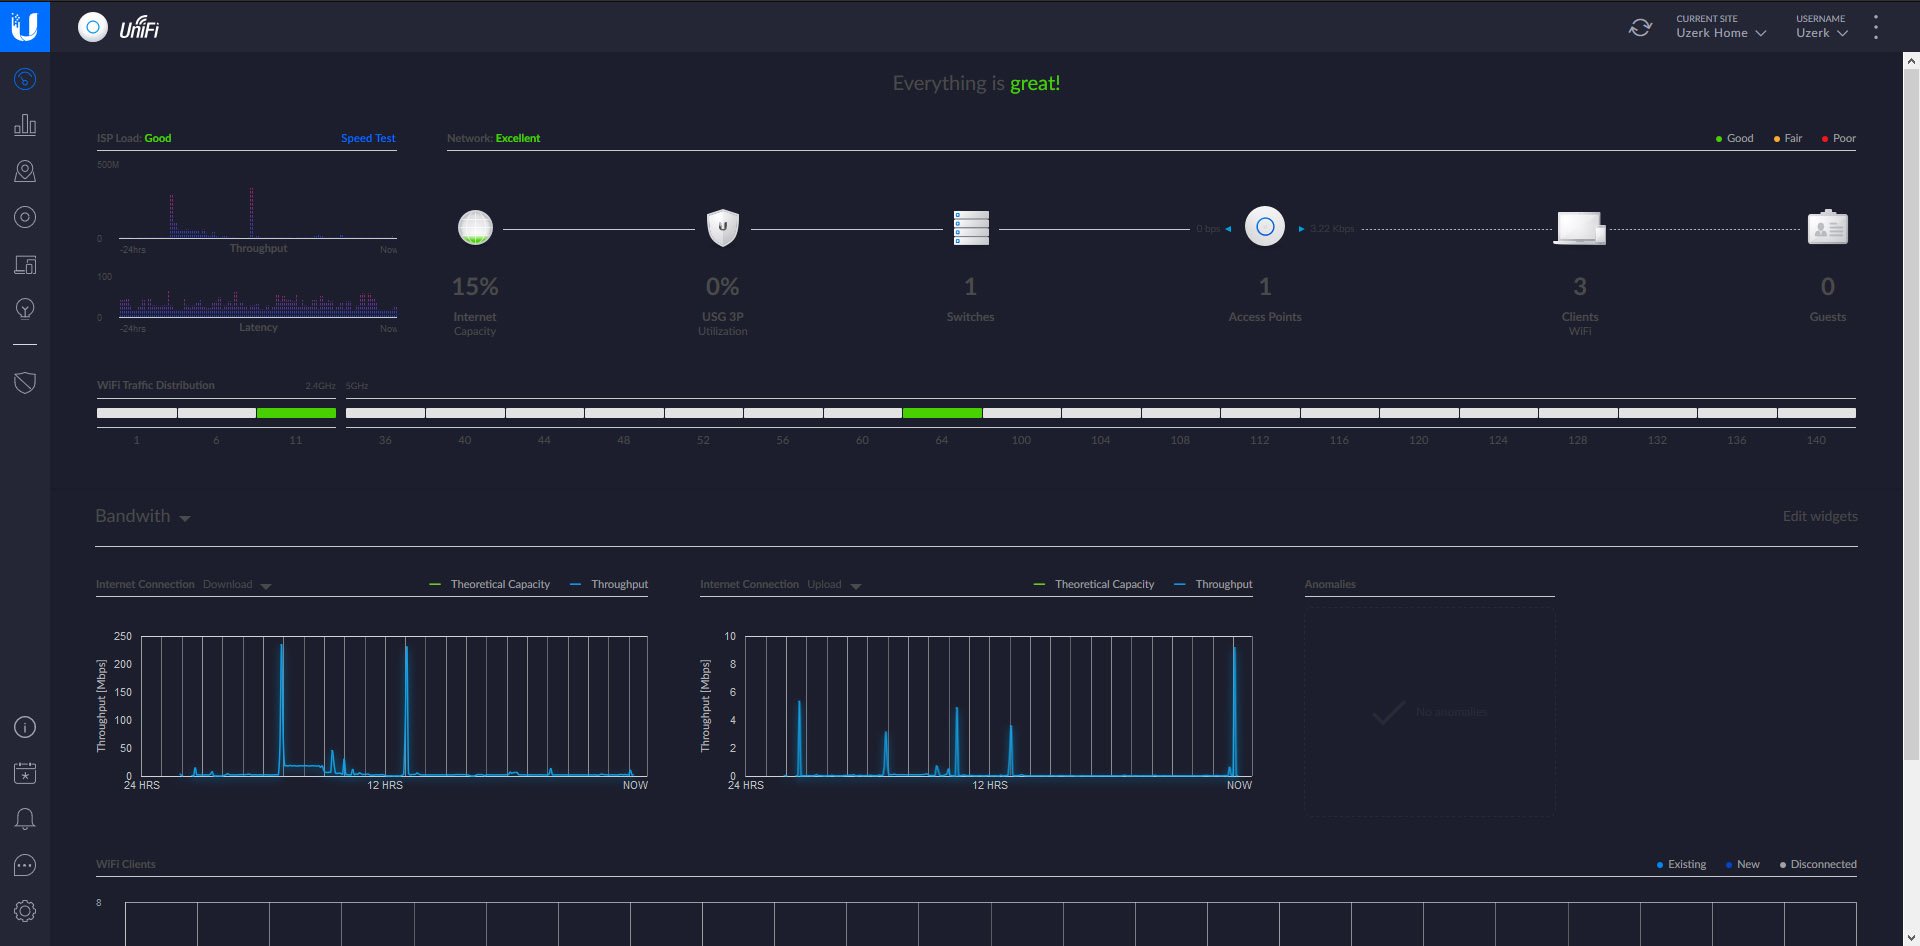 UniFi
CURRENT SITE
Uzerk Home
USERNAME
Uzerk
Everything is great!
ISP Load: Good
Speed Test
Network: Excellent
Good
Fair
Poor
500M
0
-24hrs
Throughput
Now
100
0
-24hrs
Latency
Now
U
0 bps
3.22 Kbps
15%
Internet
Capacity
0%
USG 3P
Utilization
1
Switches
1
Access Points
3
Clients
WiFi
0
Guests
WiFi Traffic Distribution
2.4GHz
5GHz
1 6 11 36 40 44 48 52 56 60 64 100 104 108 112 116 120 124 128 132 136 140
Bandwith
Edit widgets
Internet Connection Download
Theoretical Capacity
Throughput
Throughput [Mbps]
250
200
150
100
50
0
24 HRS
12 HRS
NOW
Internet Connection Upload
Theoretical Capacity
Throughput
Throughput [Mbps]
10
8
6
4
2
0
24 HRS
12 HRS
NOW
Anomalies
No anomalies
WiFi Clients
Existing
New
Disconnected
8